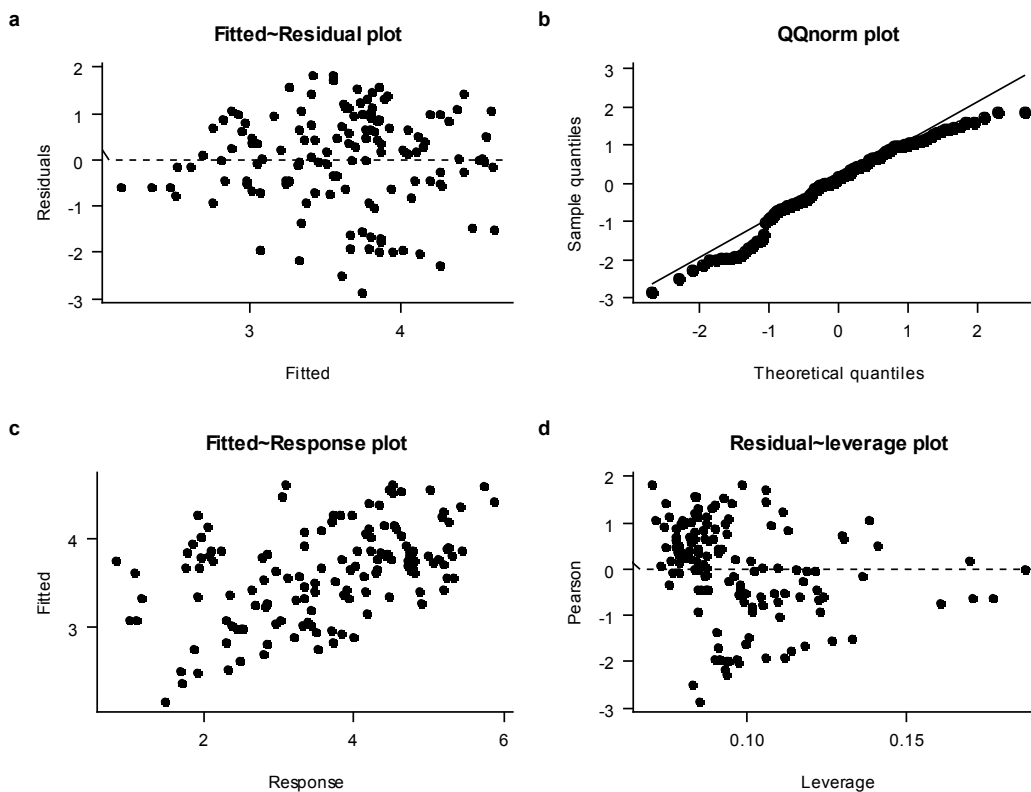 a
Fitted~Residual plot
Residuals
2
1
0
-1
-2
-3
3 4
Fitted
b
QQnorm plot
Sample quantiles
3
2
1
0
-1
-2
-3
-2 -1 0 1 2
Theoretical quantiles
c
Fitted~Response plot
Fitted
4
3
2 4 6
Response
d
Residual~leverage plot
Pearson
2
1
0
-1
-2
-3
0.10 0.15
Leverage